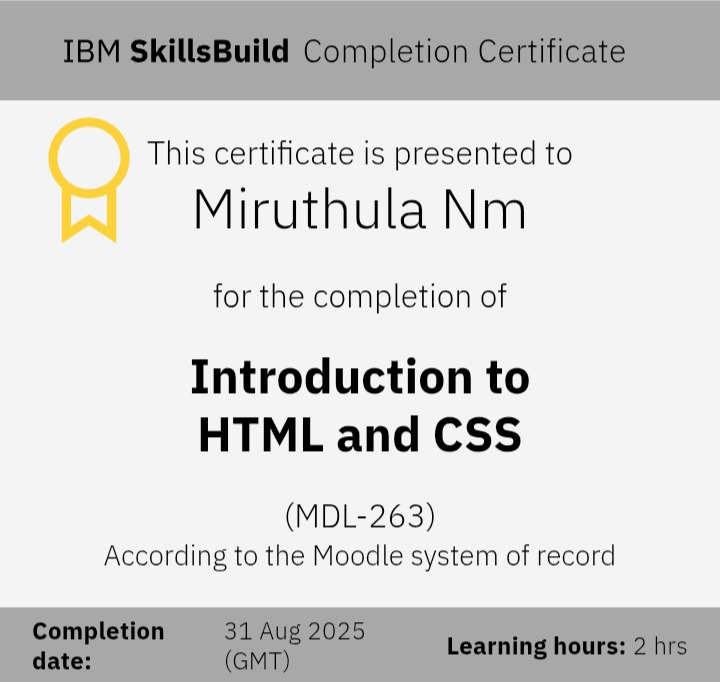 IBM SkillsBuild Completion Certificate
This certificate is presented to
Miruthula Nm
for the completion of
Introduction to
HTML and CSS
(MDL-263)
According to the Moodle system of record
Completion date:
31 Aug 2025 (GMT)
Learning hours: 2 hrs